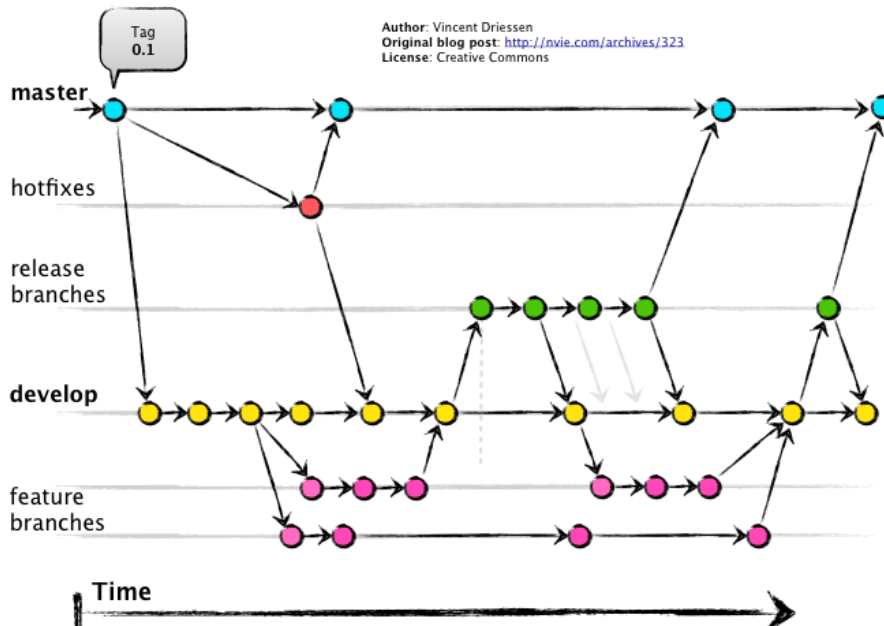 Tag
0.1
Author: Vincent Driessen
Original blog post: http://nvie.com/archives/323
License: Creative Commons
master
hotfixes
release
branches
develop
feature
branches
Time